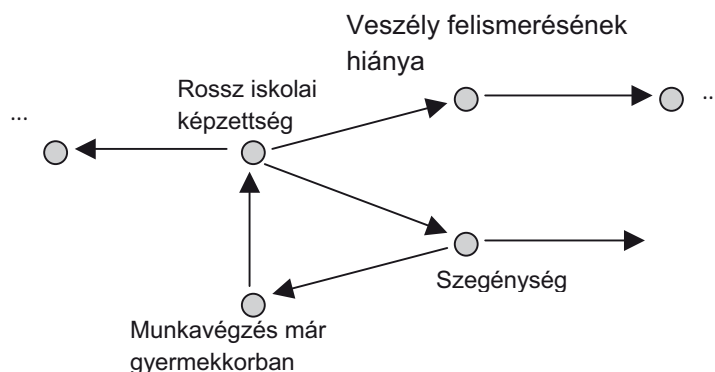 Veszély felismerésének
hiánya
Rossz iskolai
képzettség
...
..
Szegénység
Munkavégzés már
gyermekkorban